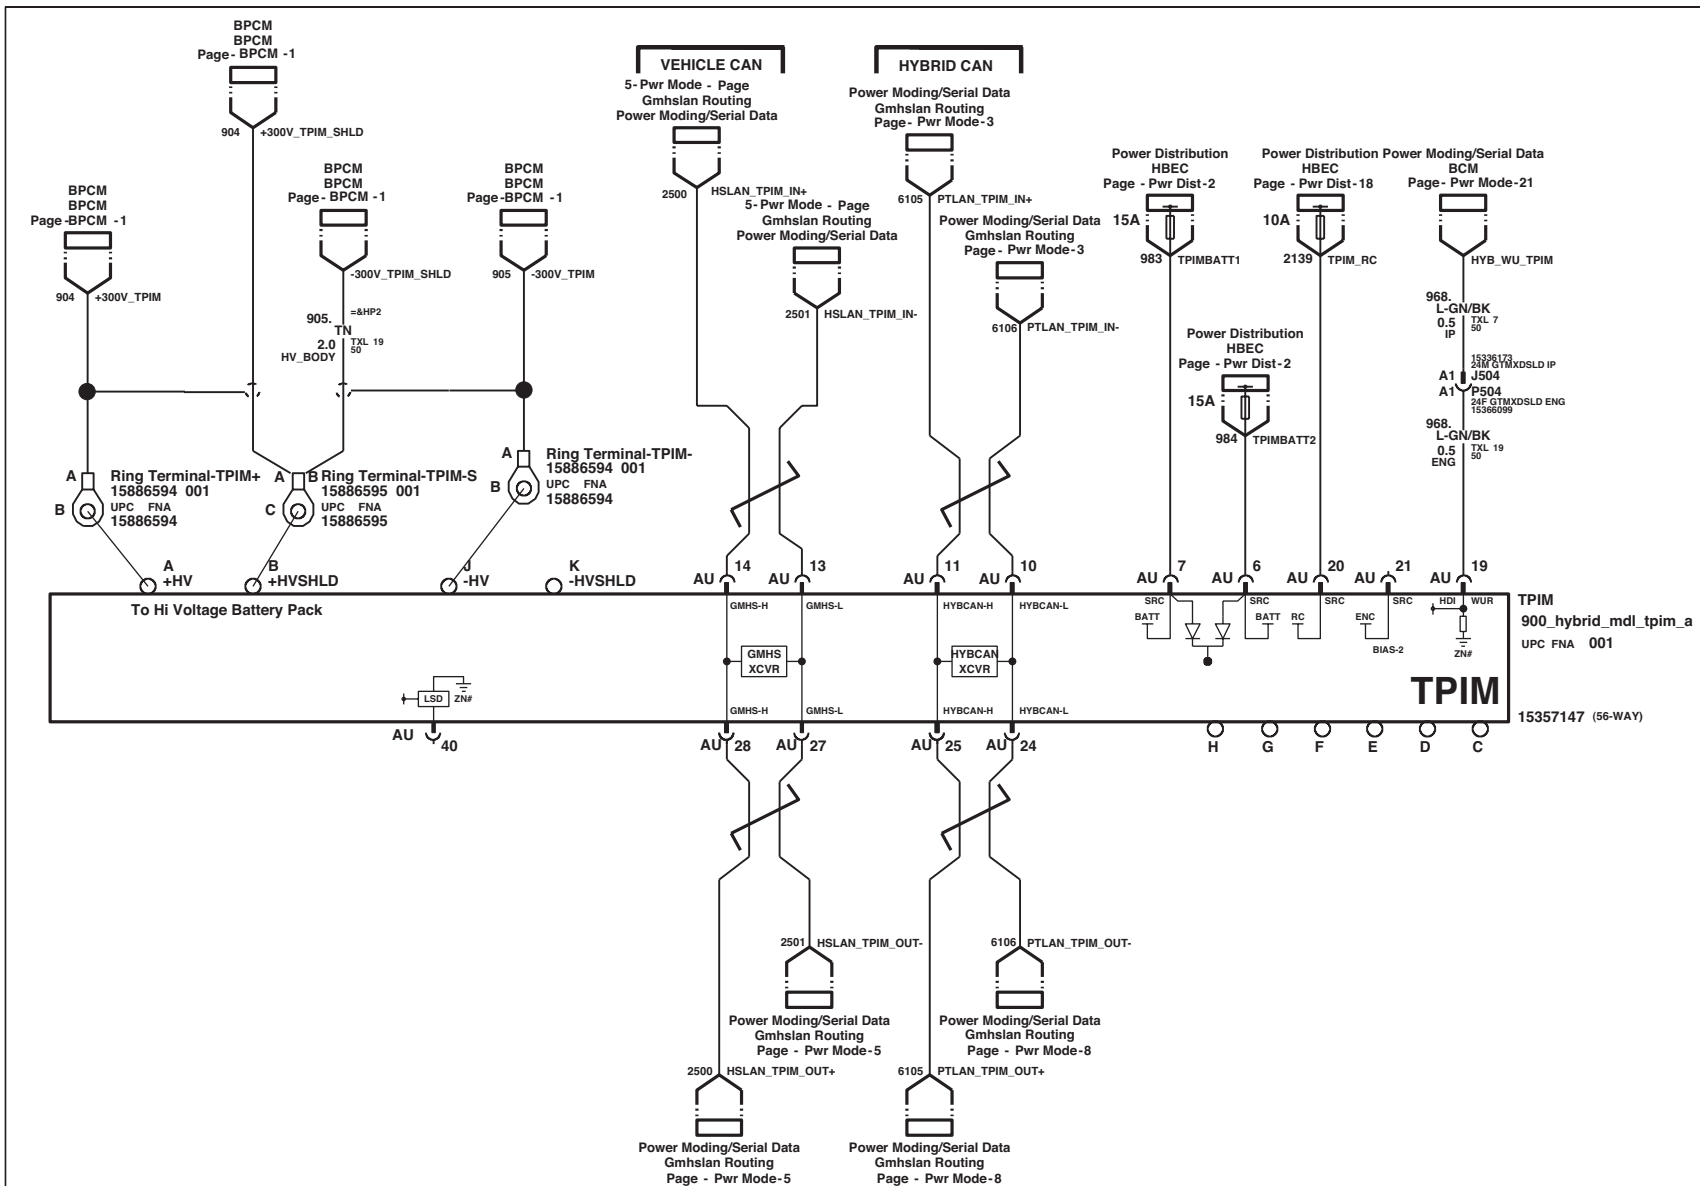 BPCM
BPCM
Page- BPCM -1
904
+300V_TPIM_SHLD
BPCM
BPCM
Page-BPCM -1
904
+300V_TPIM
BPCM
BPCM
Page- BPCM -1
-300V_TPIM_SHLD
905.
=&HP2
TN
2.0
TXL 19
50
HV_BODY
BPCM
BPCM
Page-BPCM -1
905
-300V_TPIM
VEHICLE CAN
5-Pwr Mode - Page
Gmhslan Routing
Power Moding/Serial Data
2500
HSLAN_TPIM_IN+
5-Pwr Mode - Page
Gmhslan Routing
Power Moding/Serial Data
2501
HSLAN_TPIM_IN-
HYBRID CAN
Power Moding/Serial Data
Gmhslan Routing
Page- Pwr Mode-3
6105
PTLAN_TPIM_IN+
Power Moding/Serial Data
Gmhslan Routing
Page- Pwr Mode-3
6106
PTLAN_TPIM_IN-
Power Distribution
HBEC
Page - Pwr Dist-2
15A
983
TPIMBATT1
Power Distribution
HBEC
Page - Pwr Dist-2
15A
984
TPIMBATT2
Power Distribution
HBEC
Page - Pwr Dist-18
10A
2139
TPIM_RC
Power Moding/Serial Data
BCM
Page- Pwr Mode-21
HYB_WU_TPIM
968.
L-GN/BK
0.5
TXL 7
50
IP
15336173
24M GTMXDSLD IP
A1
J504
A1
P504
24F GTMXDSLD ENG
15366099
968.
L-GN/BK
0.5
TXL 19
50
ENG
A
B
Ring Terminal-TPIM+
15886594 001
UPC FNA
15886594
A
B
C
Ring Terminal-TPIM-S
15886595 001
UPC FNA
15886595
A
B
Ring Terminal-TPIM-
15886594 001
UPC FNA
15886594
A
+HV
B
+HVSHLD
J
-HV
K
-HVSHLD
AU
14
AU
13
AU
11
AU
10
AU
7
AU
6
AU
20
AU
21
AU
19
To Hi Voltage Battery Pack
GMHS-H
GMHS-L
HYBCAN-H
HYBCAN-L
SRC
BATT
SRC
BATT
SRC
RC
SRC
ENC
BIAS-2
HDI
WUR
ZN#
GMHS
XCVR
HYBCAN
XCVR
LSD
ZN#
GMHS-H
GMHS-L
HYBCAN-H
HYBCAN-L
TPIM
TPIM
900_hybrid_mdl_tpim_a
UPC FNA 001
15357147 (56-WAY)
AU
40
AU
28
AU
27
AU
25
AU
24
H
G
F
E
D
C
2501
HSLAN_TPIM_OUT-
Power Moding/Serial Data
Gmhslan Routing
Page - Pwr Mode-5
6106
PTLAN_TPIM_OUT-
Power Moding/Serial Data
Gmhslan Routing
Page - Pwr Mode-8
2500
HSLAN_TPIM_OUT+
Power Moding/Serial Data
Gmhslan Routing
Page - Pwr Mode-5
6105
PTLAN_TPIM_OUT+
Power Moding/Serial Data
Gmhslan Routing
Page - Pwr Mode-8